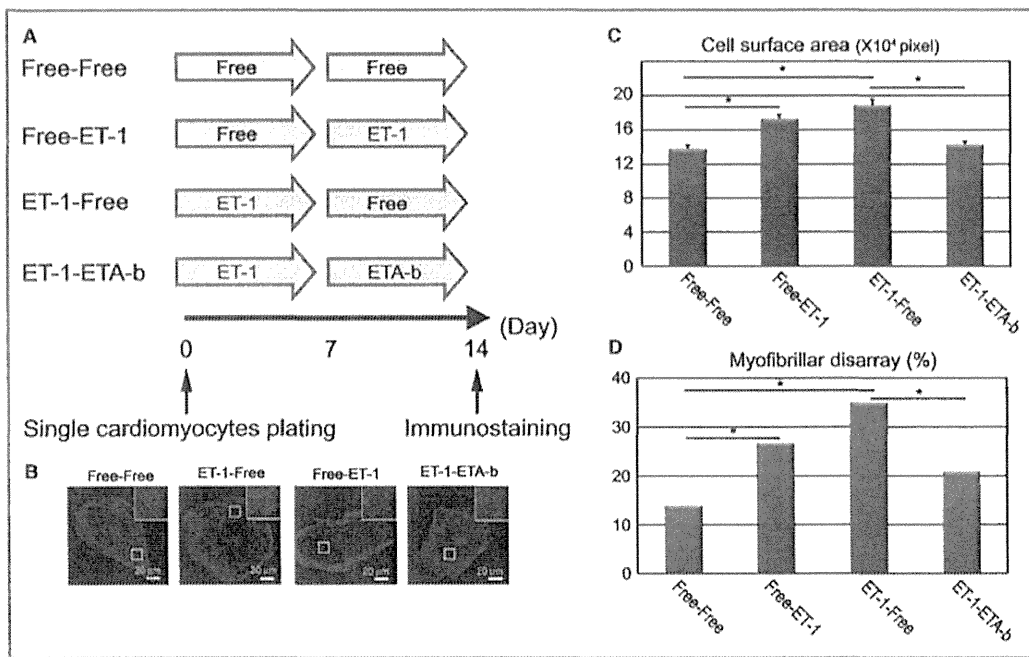 A
Free-Free
Free
Free
Free-ET-1
Free
ET-1
ET-1-Free
ET-1
Free
ET-1-ETA-b
ET-1
ETA-b
(Day)
0
7
14
Single cardiomyocytes plating
Immunostaining
B
Free-Free
ET-1-Free
Free-ET-1
ET-1-ETA-b
20 µm
20 µm
C
Cell surface area (X10⁴ pixel)
20
16
12
8
4
0
* * *
Free-Free
Free-ET-1
ET-1-Free
ET-1-ETA-b
D
Myofibrillar disarray (%)
40
30
20
10
0
* * *
Free-Free
Free-ET-1
ET-1-Free
ET-1-ETA-b